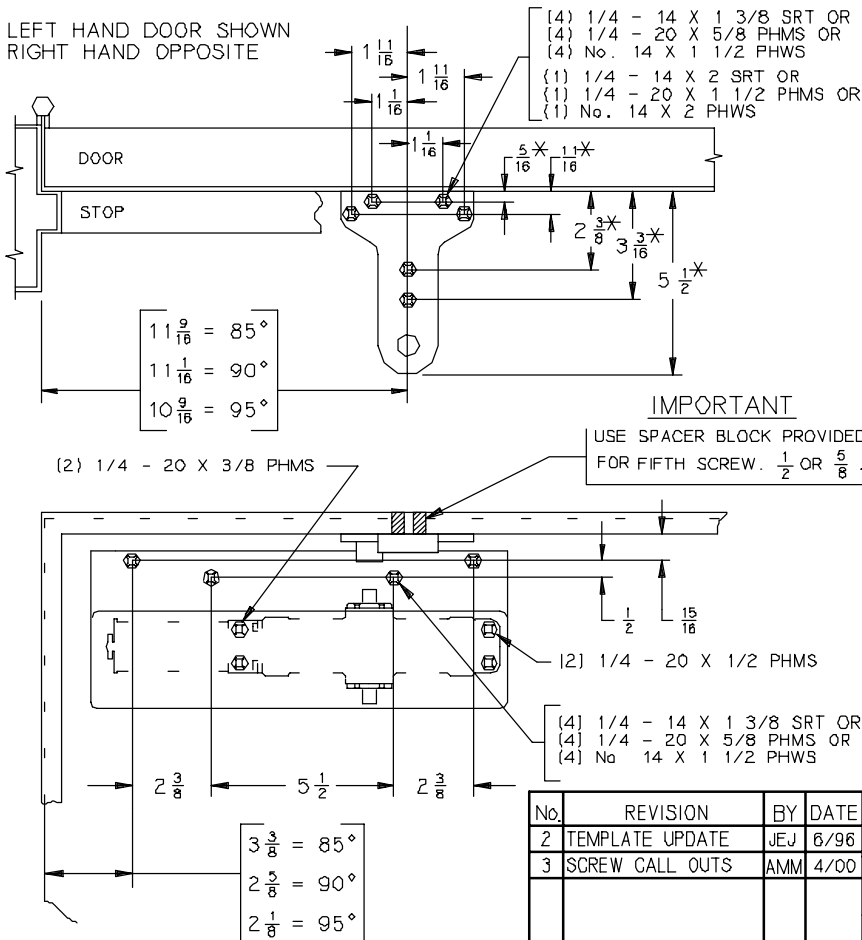 LEFT HAND DOOR SHOWN
RIGHT HAND OPPOSITE
(4) 1/4 - 14 X 1 3/8 SRT OR
(4) 1/4 - 20 X 5/8 PHMS OR
(4) No. 14 X 1 1/2 PHWS
(1) 1/4 - 14 X 2 SRT OR
(1) 1/4 - 20 X 1 1/2 PHMS OR
(1) No. 14 X 2 PHWS
1 11/16
1 11/16
1 1/16
1 1/16
5/16*
11/16*
DOOR
STOP
2 3/8*
3 3/16*
5 1/2*
11 9/16 = 85°
11 1/16 = 90°
10 9/16 = 95°
IMPORTANT
USE SPACER BLOCK PROVIDED
FOR FIFTH SCREW. 1/2 OR 5/8 .
(2) 1/4 - 20 X 3/8 PHMS
1/2
15/16
(2) 1/4 - 20 X 1/2 PHMS
(4) 1/4 - 14 X 1 3/8 SRT OR
(4) 1/4 - 20 X 5/8 PHMS OR
(4) No 14 X 1 1/2 PHWS
2 3/8
5 1/2
2 3/8
3 3/8 = 85°
2 5/8 = 90°
2 1/8 = 95°
No. REVISION BY DATE
2 TEMPLATE UPDATE JEJ 6/96
3 SCREW CALL OUTS AMM 4/00